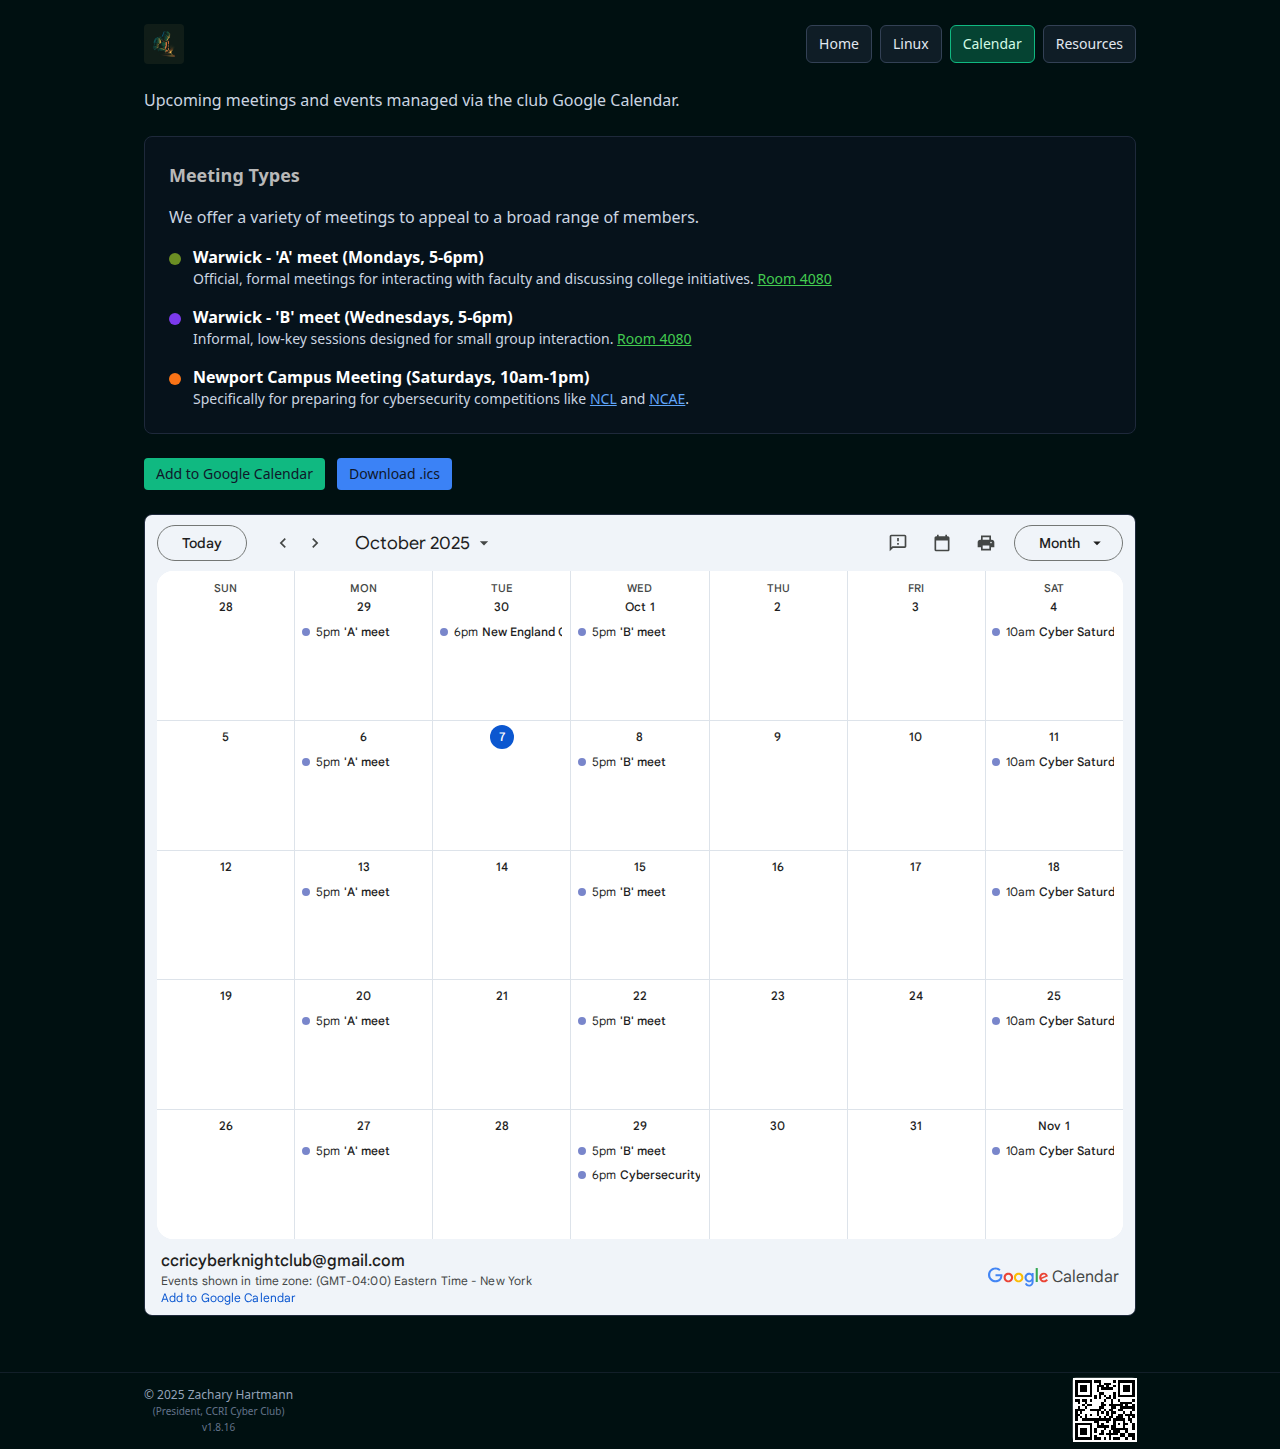 Home Linux Calendar Resources
Upcoming meetings and events managed via the club Google Calendar.
Meeting Types
We offer a variety of meetings to appeal to a broad range of members.
Warwick - 'A' meet (Mondays, 5-6pm)
Official, formal meetings for interacting with faculty and discussing college initiatives. Room 4080
Warwick - 'B' meet (Wednesdays, 5-6pm)
Informal, low-key sessions designed for small group interaction. Room 4080
Newport Campus Meeting (Saturdays, 10am-1pm)
Specifically for preparing for cybersecurity competitions like NCL and NCAE.
Add to Google Calendar Download .ics
Today October 2025 Month
SUN MON TUE WED THU FRI SAT
28 29 30 Oct 1 2 3 4
5pm 'A' meet 6pm New England 5pm 'B' meet 10am Cyber Saturd
5 6 7 8 9 10 11
5pm 'A' meet 5pm 'B' meet 10am Cyber Saturd
12 13 14 15 16 17 18
5pm 'A' meet 5pm 'B' meet 10am Cyber Saturd
19 20 21 22 23 24 25
5pm 'A' meet 5pm 'B' meet 10am Cyber Saturd
26 27 28 29 30 31 Nov 1
5pm 'A' meet 5pm 'B' meet 10am Cyber Saturd
6pm Cybersecurity
ccricyberknightclub@gmail.com
Events shown in time zone: (GMT-04:00) Eastern Time - New York
Add to Google Calendar
Google Calendar
© 2025 Zachary Hartmann
(President, CCRI Cyber Club)
v1.8.16